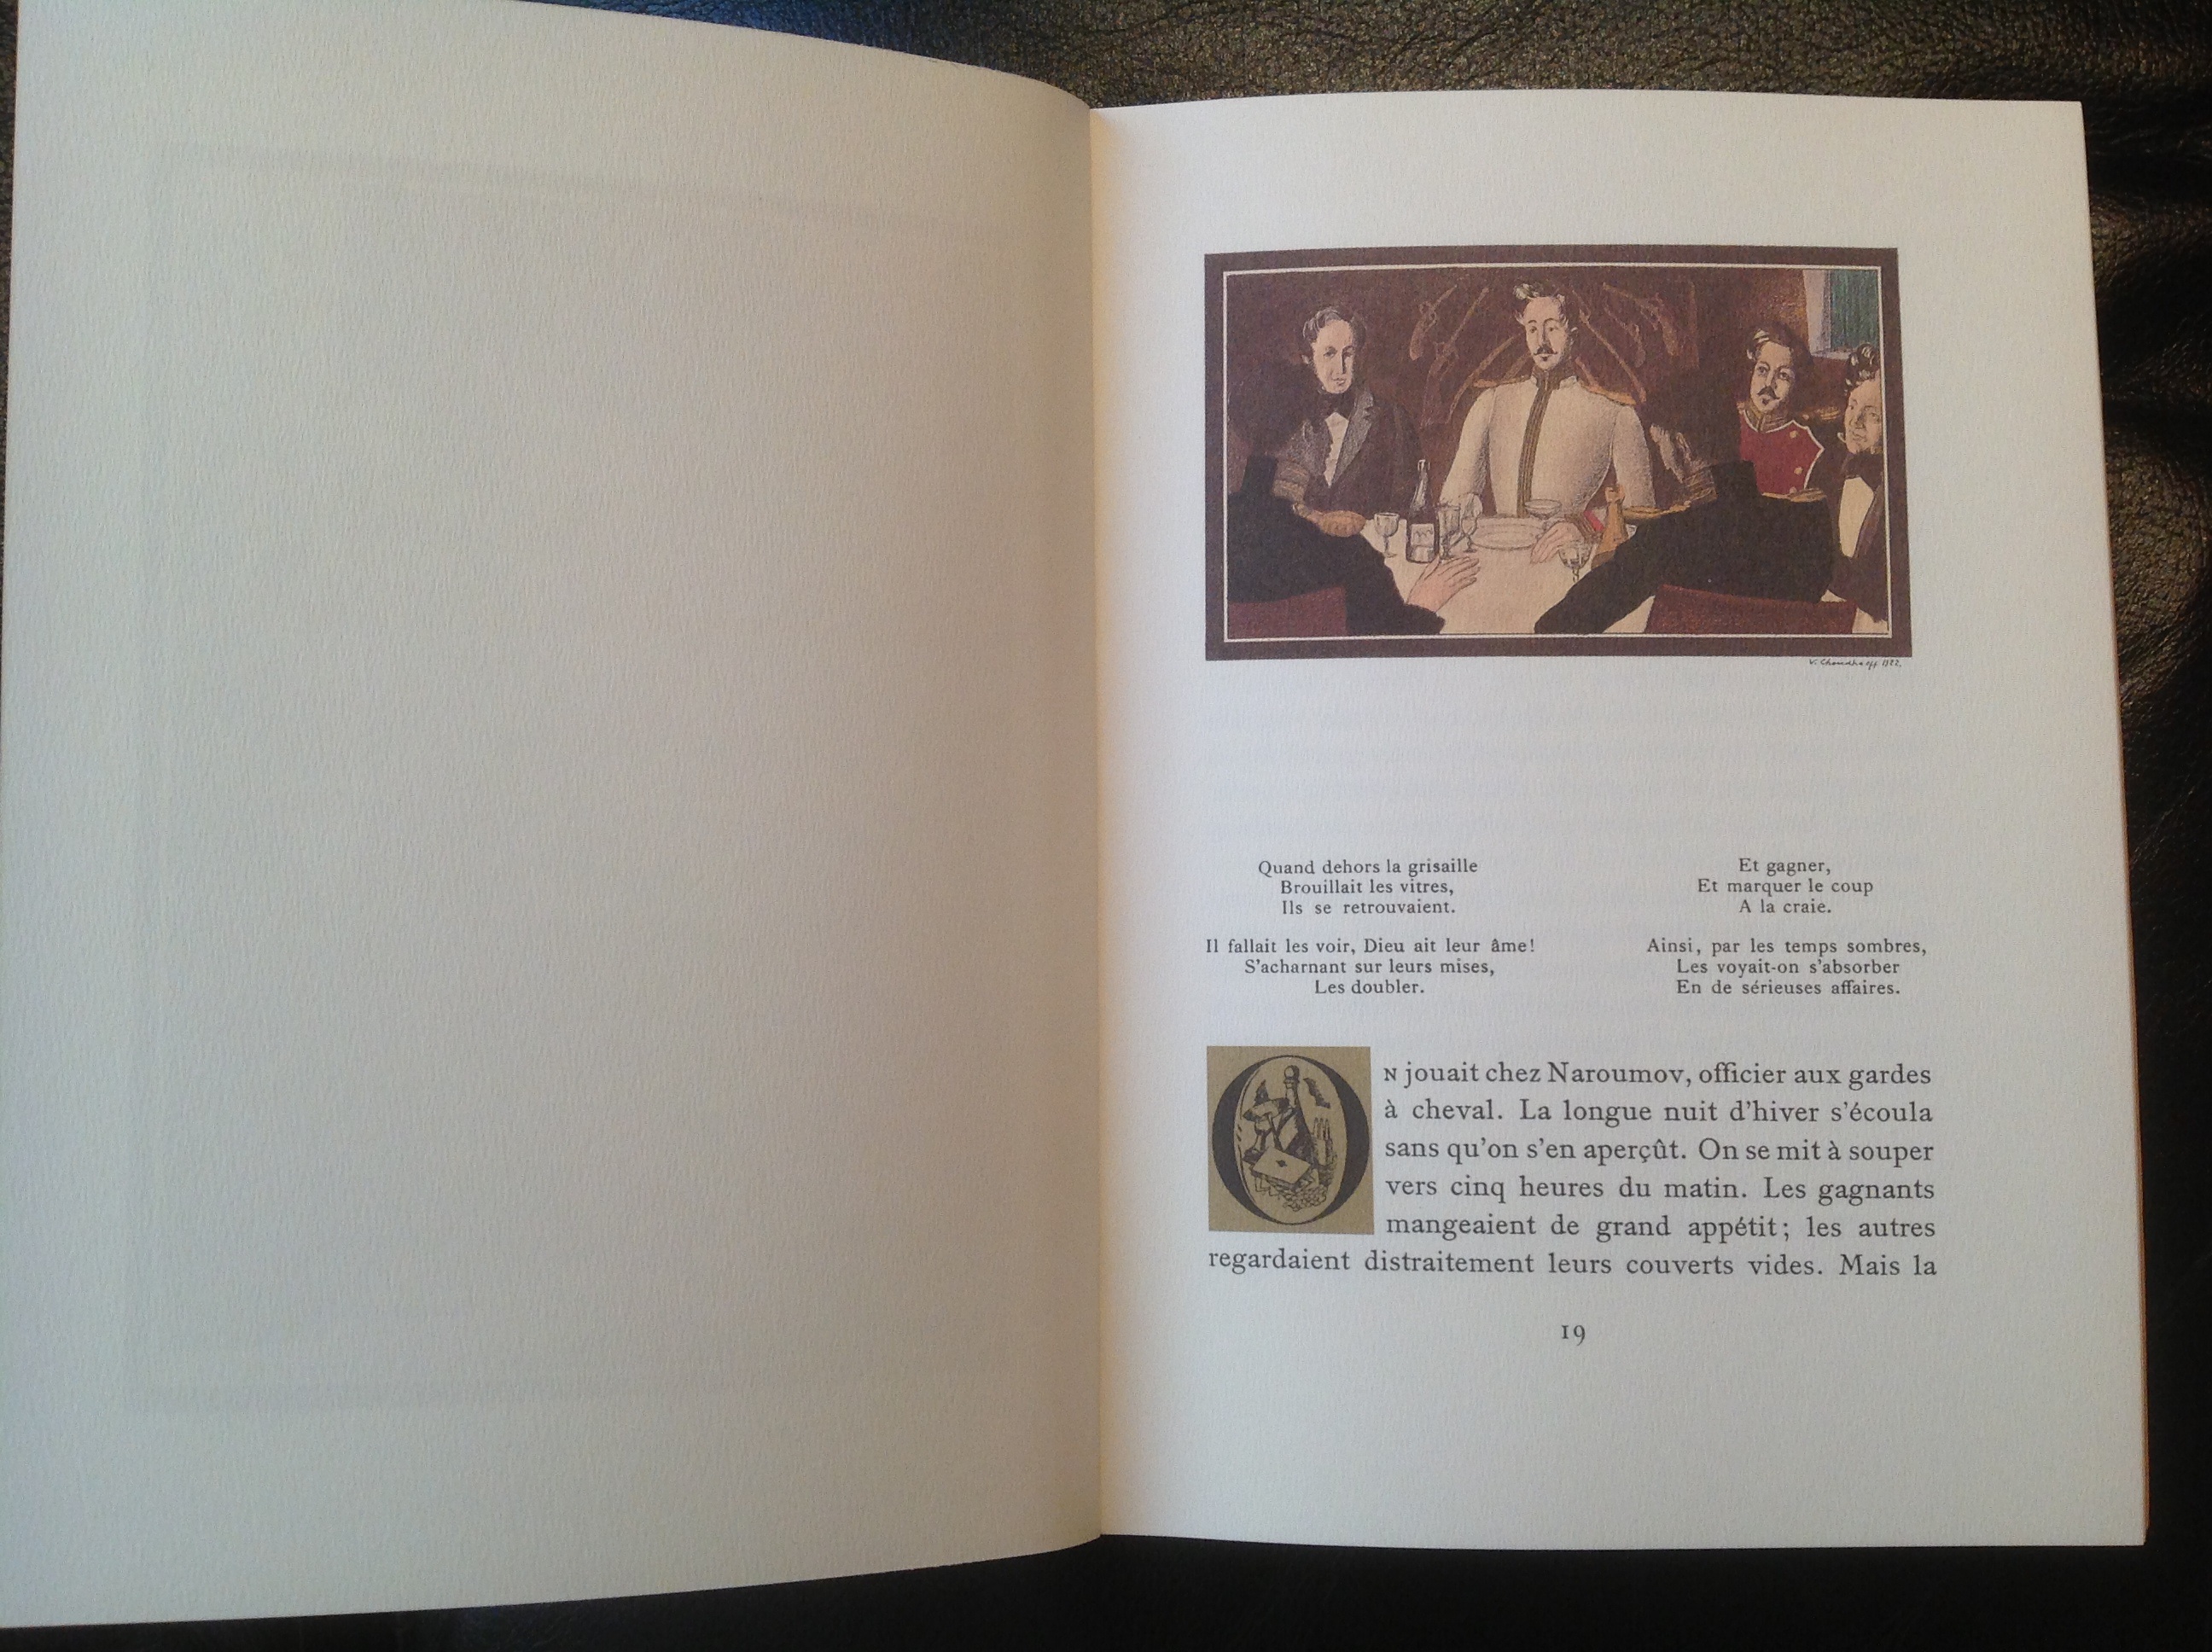 V. Choukhaeff. 1922.
Quand dehors la grisaille
Brouillait les vitres,
Ils se retrouvaient.
Il fallait les voir, Dieu ait leur âme!
S'acharnant sur leurs mises,
Les doubler.
Et gagner,
Et marquer le coup
A la craie.
Ainsi, par les temps sombres,
Les voyait-on s'absorber
En de sérieuses affaires.
ON jouait chez Naroumov, officier aux gardes
à cheval. La longue nuit d'hiver s'écoula
sans qu'on s'en aperçût. On se mit à souper
vers cinq heures du matin. Les gagnants
mangeaient de grand appétit; les autres
regardaient distraitement leurs couverts vides. Mais la
19